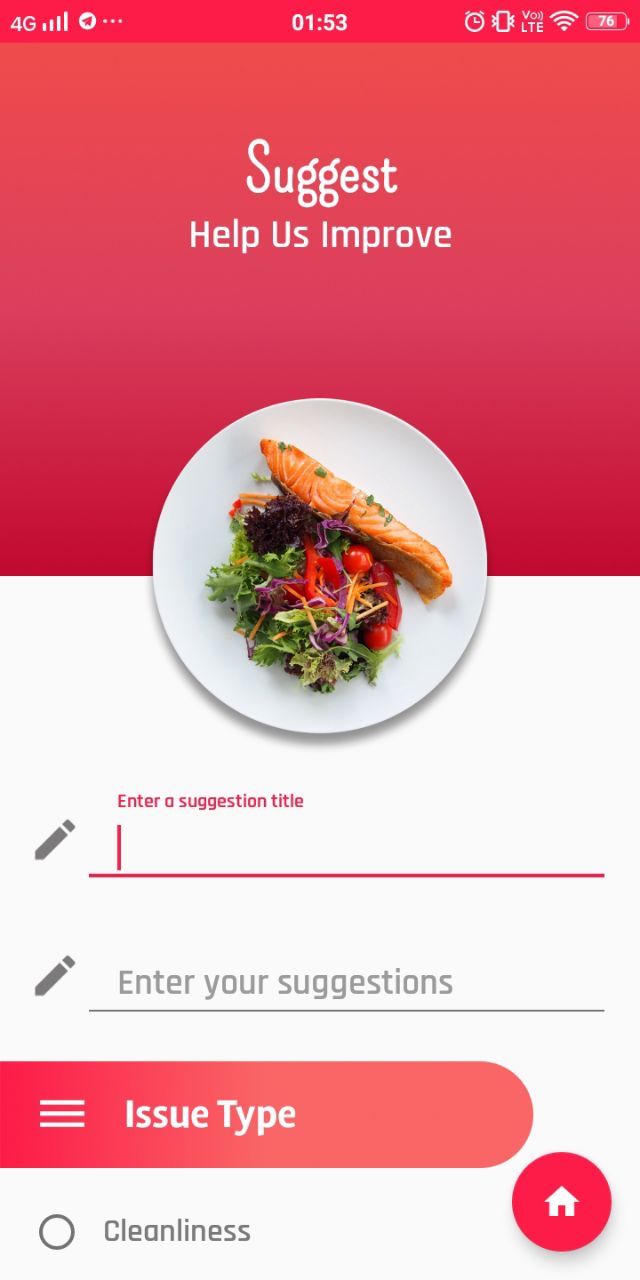 4G ... 01:53 Vo)) LTE 76
Suggest
Help Us Improve
Enter a suggestion title
Enter your suggestions
Issue Type
Cleanliness